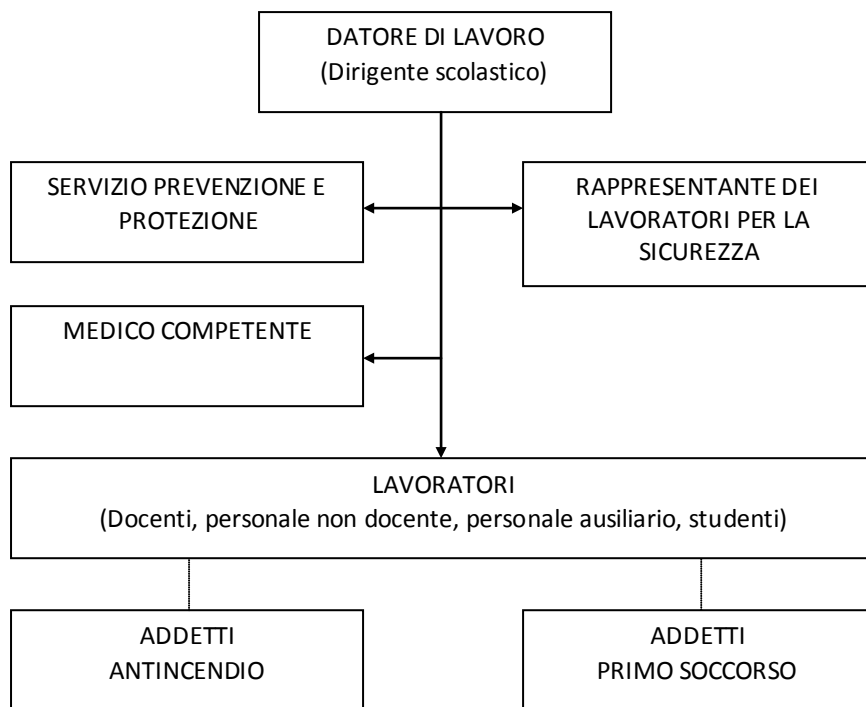 DATORE DI LAVORO
(Dirigente scolastico)
SERVIZIO PREVENZIONE E
PROTEZIONE
RAPPRESENTANTE DEI
LAVORATORI PER LA
SICUREZZA
MEDICO COMPETENTE
LAVORATORI
(Docenti, personale non docente, personale ausiliario, studenti)
ADDETTI
ANTINCENDIO
ADDETTI
PRIMO SOCCORSO